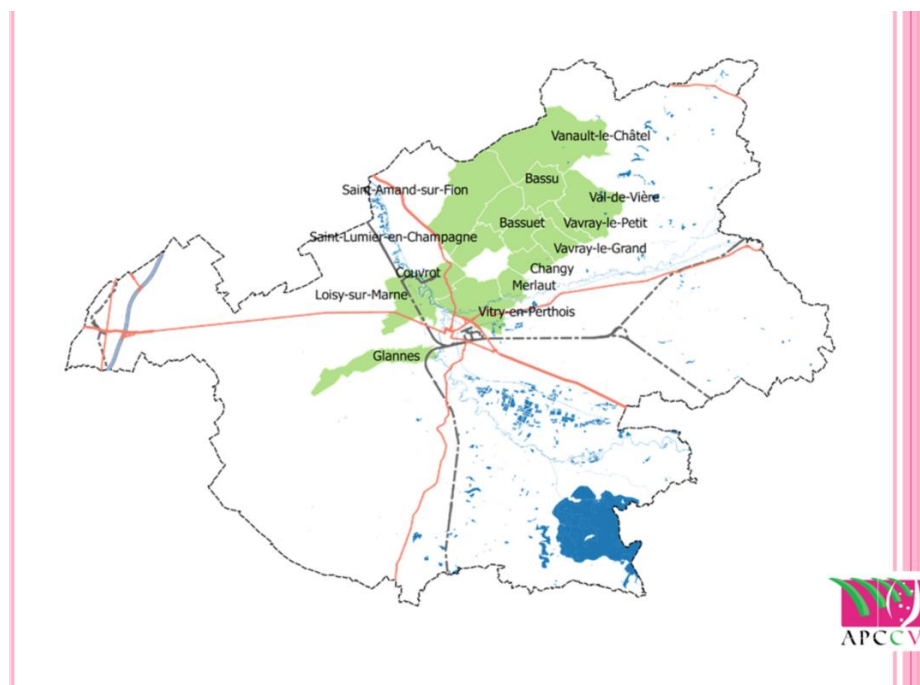 Vanault-le-Châtel
Bassu
Saint-Amand-sur-Fion
Val-de-Vière
Bassuet
Vavray-le-Petit
Saint-Lumier-en-Champagne
Vavray-le-Grand
Couvrot
Changy
Merlaut
Loisy-sur-Marne
Vitry-en-Perthois
Glannes
APCCV